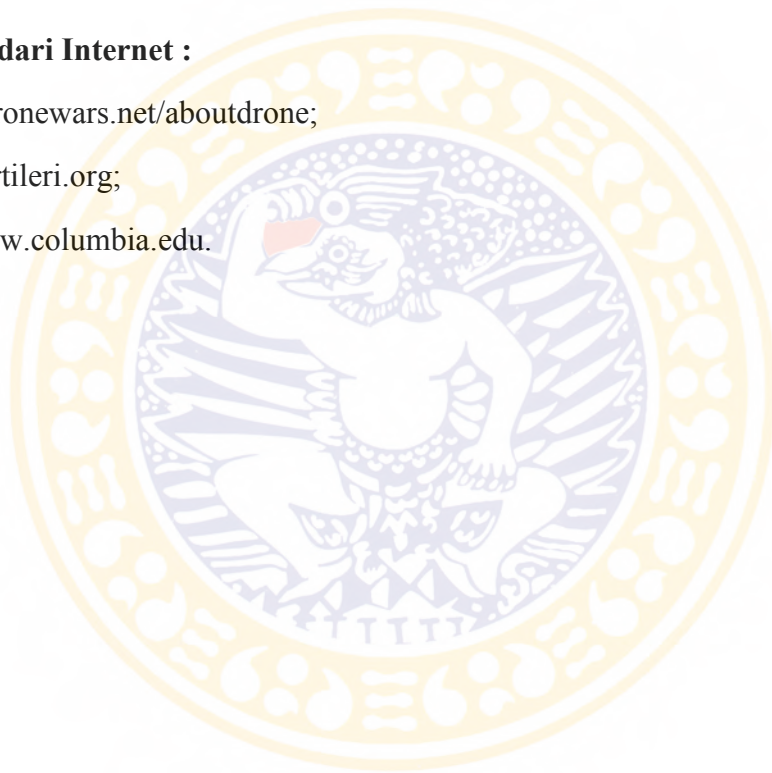 dari Internet :
ronewars.net/aboutdrone;
rtileri.org;
w.columbia.edu.